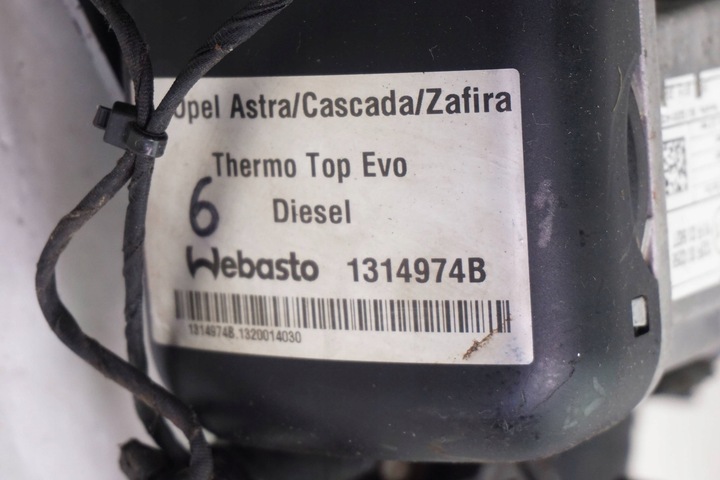 Opel Astra/Cascada/Zafira
Thermo Top Evo
6
Diesel
Webasto 1314974B
1314974B.1320014030